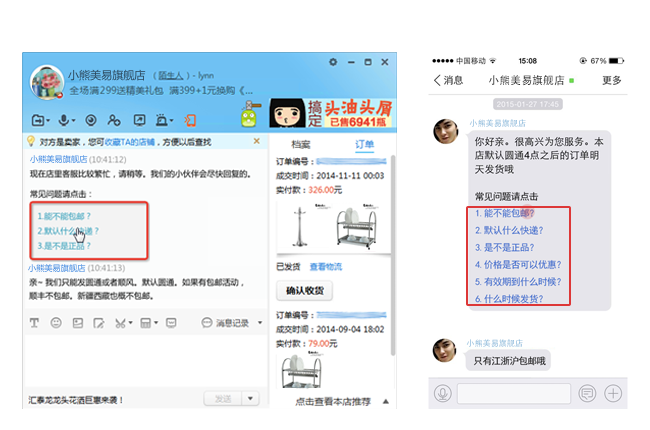 小熊美易旗舰店 （陌生人）- lynn
全场满299送精美礼包 满399+1元换购《...
搞定
头油头屑
已售6941瓶
对方是卖家，您可收藏TA的店铺，方便以后查找
小熊美易旗舰店 (10:41:12)
现在店里客服比较繁忙，请稍等。我们的小伙伴会尽快回复的。
常见问题请点击：
1.能不能包邮？
2.默认什么快递？
3.是不是正品？
小熊美易旗舰店 (10:41:13)
亲~ 我们只能发圆通或者顺风。默认圆通。如果有包邮活动，
顺丰不包邮。新疆西藏也概不包邮。
消息记录
汇泰龙龙头花洒巨惠来袭！
发送
档案
订单
订单编号：
成交时间：2014-11-11 00:03
实付款：326.00元
已发货 查看物流
确认收货
订单编号：
成交时间：2014-09-04 18:02
实付款：79.00元
点击查看本店推荐
中国移动
15:08
67%
消息
小熊美易旗舰店
更多
2015-01-27 17:45
小熊美易旗舰店
你好亲。很高兴为您服务。本
店默认圆通4点之后的订单明
天发货哦
常见问题请点击
1. 能不能包邮?
2. 默认什么快递?
3. 是不是正品?
4. 价格是否可以优惠?
5. 有效期到什么时候?
6. 什么时候发货?
小熊美易旗舰店
只有江浙沪包邮哦